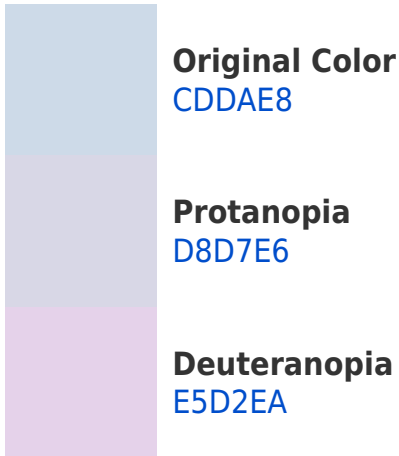 Original Color
CDDAE8
Protanopia
D8D7E6
Deuteranopia
E5D2EA